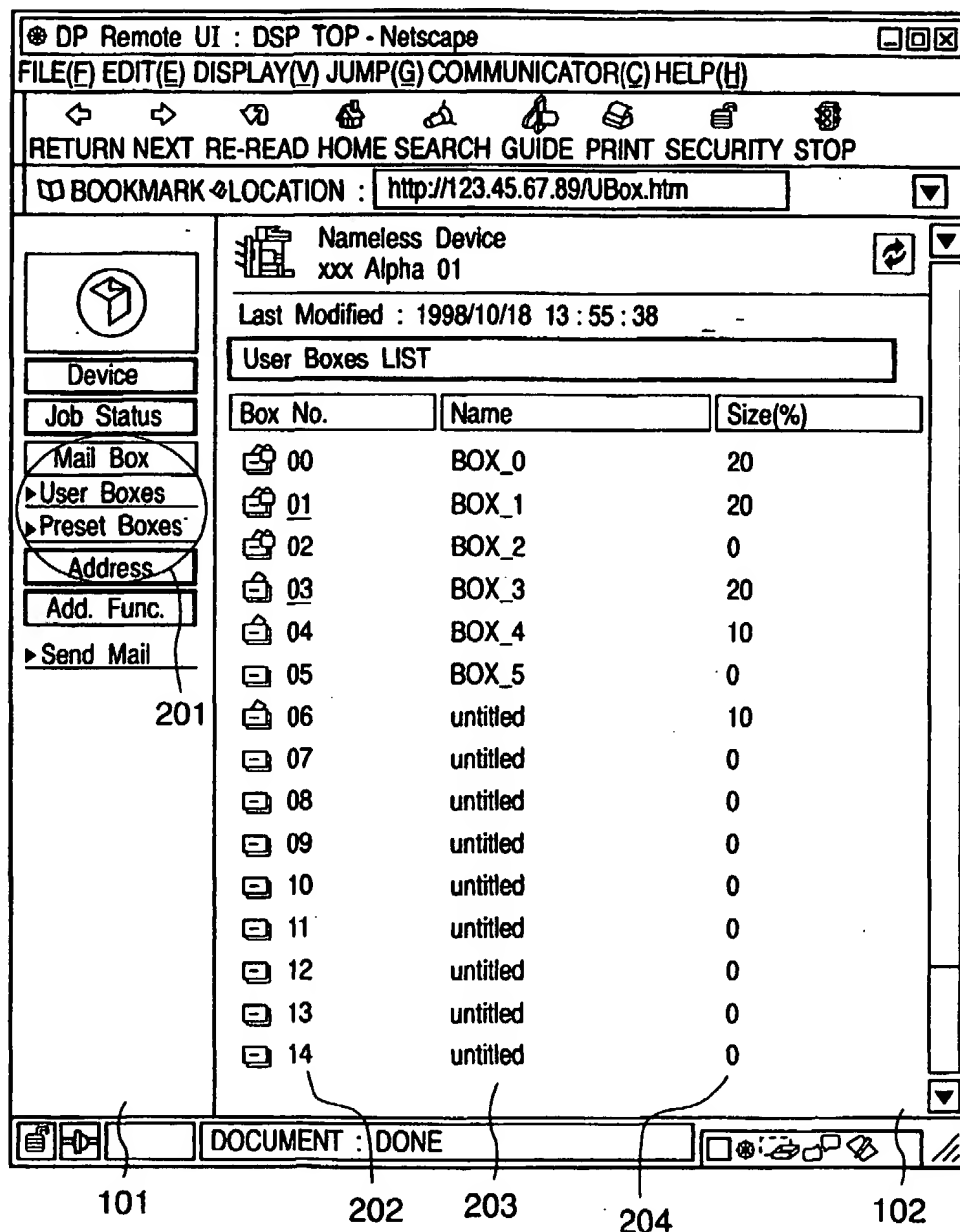 DP Remote UI : DSP TOP - Netscape
FILE(F) EDIT(E) DISPLAY(V) JUMP(G) COMMUNICATOR(C) HELP(H)
RETURN NEXT RE-READ HOME SEARCH GUIDE PRINT SECURITY STOP
BOOKMARK LOCATION : http://123.45.67.89/UBox.htm
Nameless Device
xxx Alpha 01
Last Modified : 1998/10/18 13 : 55 : 38
User Boxes LIST
Device
Job Status
Mail Box
▸User Boxes
▸Preset Boxes
Address
Add. Func.
▸Send Mail
201
Box No. Name Size(%)
00 BOX_0 20
01 BOX_1 20
02 BOX_2 0
03 BOX_3 20
04 BOX_4 10
05 BOX_5 0
06 untitled 10
07 untitled 0
08 untitled 0
09 untitled 0
10 untitled 0
11 untitled 0
12 untitled 0
13 untitled 0
14 untitled 0
DOCUMENT : DONE
101 202 203 204 102